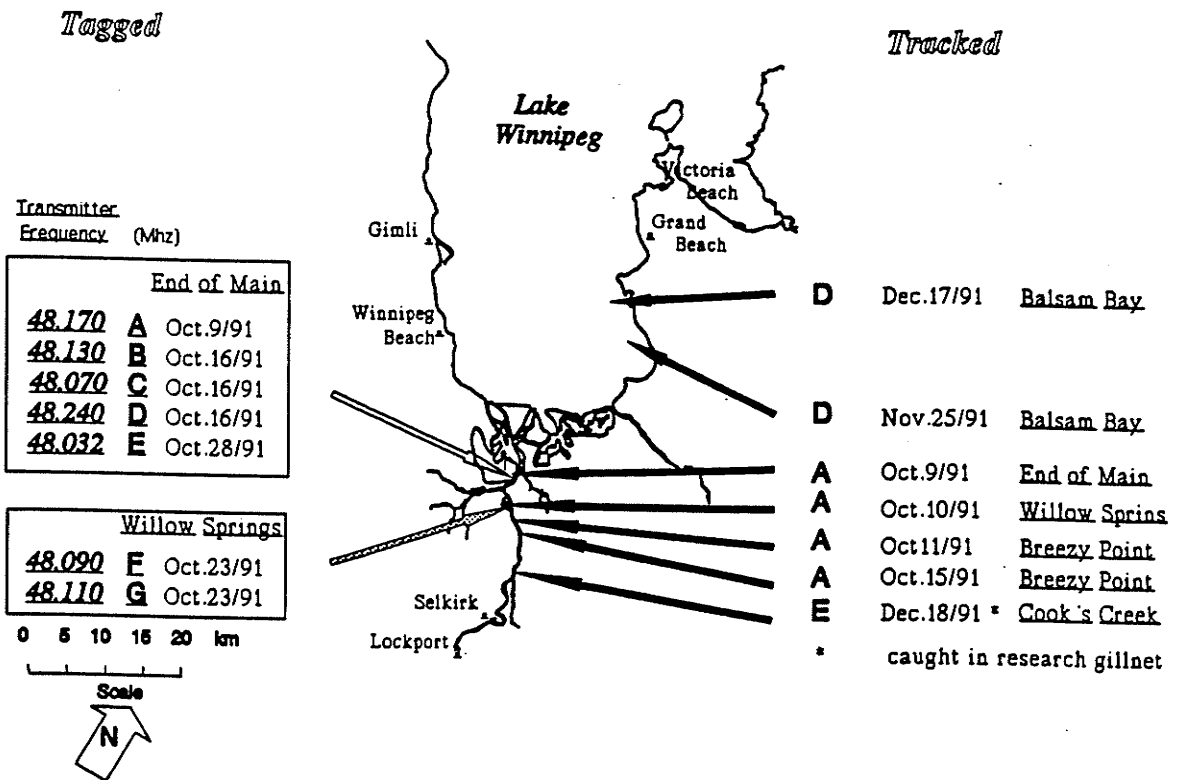 Tagged
Tracked
Lake
Winnipeg
Victoria
Beach
Grand
Beach
Gimli
Winnipeg
Beach
Selkirk
Lockport
Transmitter
Frequency (Mhz)
End of Main
48.170 A Oct.9/91
48.130 B Oct.16/91
48.070 C Oct.16/91
48.240 D Oct.16/91
48.032 E Oct.28/91
Willow Springs
48.090 F Oct.23/91
48.110 G Oct.23/91
0 5 10 15 20 km
Scale
N
D Dec.17/91 Balsam Bay
D Nov.25/91 Balsam Bay
A Oct.9/91 End of Main
A Oct.10/91 Willow Sprins
A Oct11/91 Breezy Point
A Oct.15/91 Breezy Point
E Dec.18/91 * Cook's Creek
* caught in research gillnet